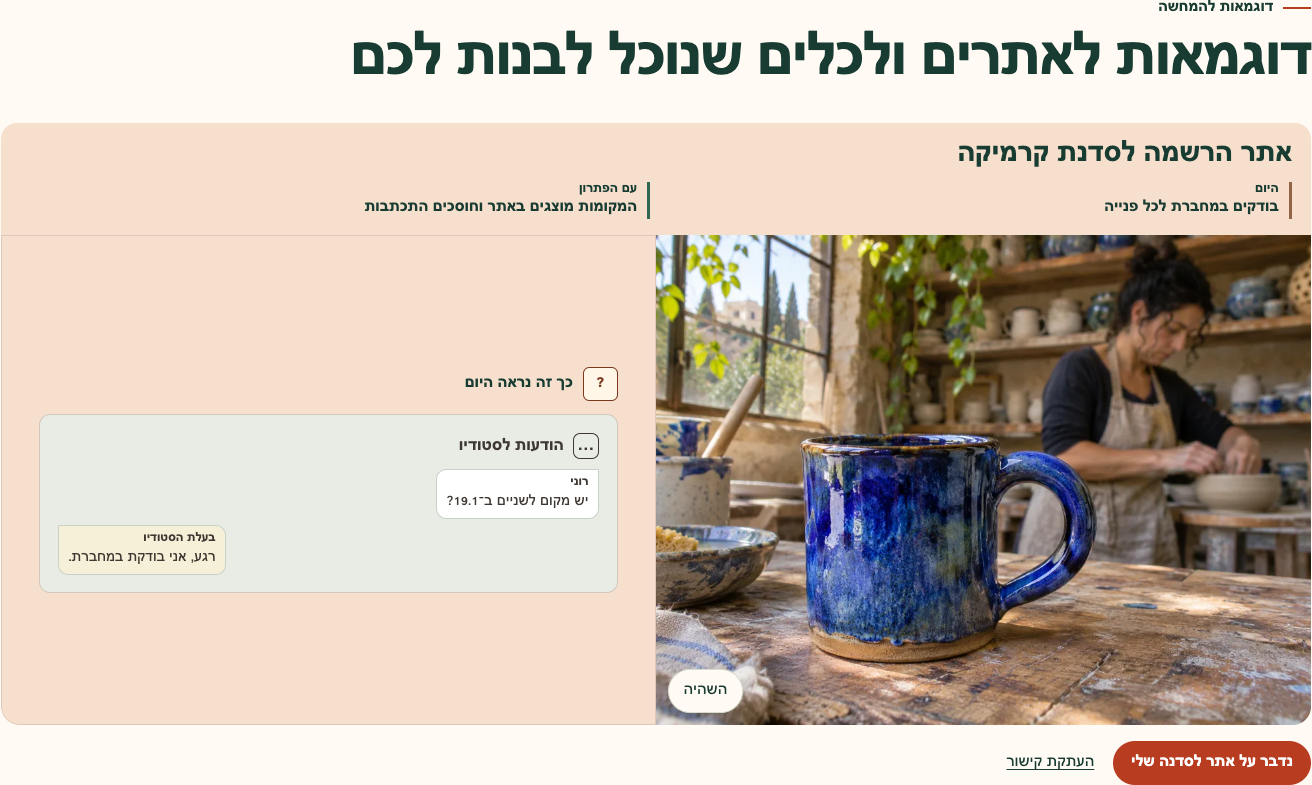 דוגמאות להמחשה
דוגמאות לאתרים ולכלים שנוכל לבנות לכם
אתר הרשמה לסדנת קרמיקה
היום
בודקים במחברת לכל פנייה
עם הפתרון
המקומות מוצגים באתר וחוסכים התכתבות
השהיה
?
כך זה נראה היום
...
הודעות לסטודיו
רוני
יש מקום לשניים ב־19.1?
בעלת הסטודיו
רגע, אני בודקת במחברת.
נדבר על אתר לסדנה שלי
העתקת קישור